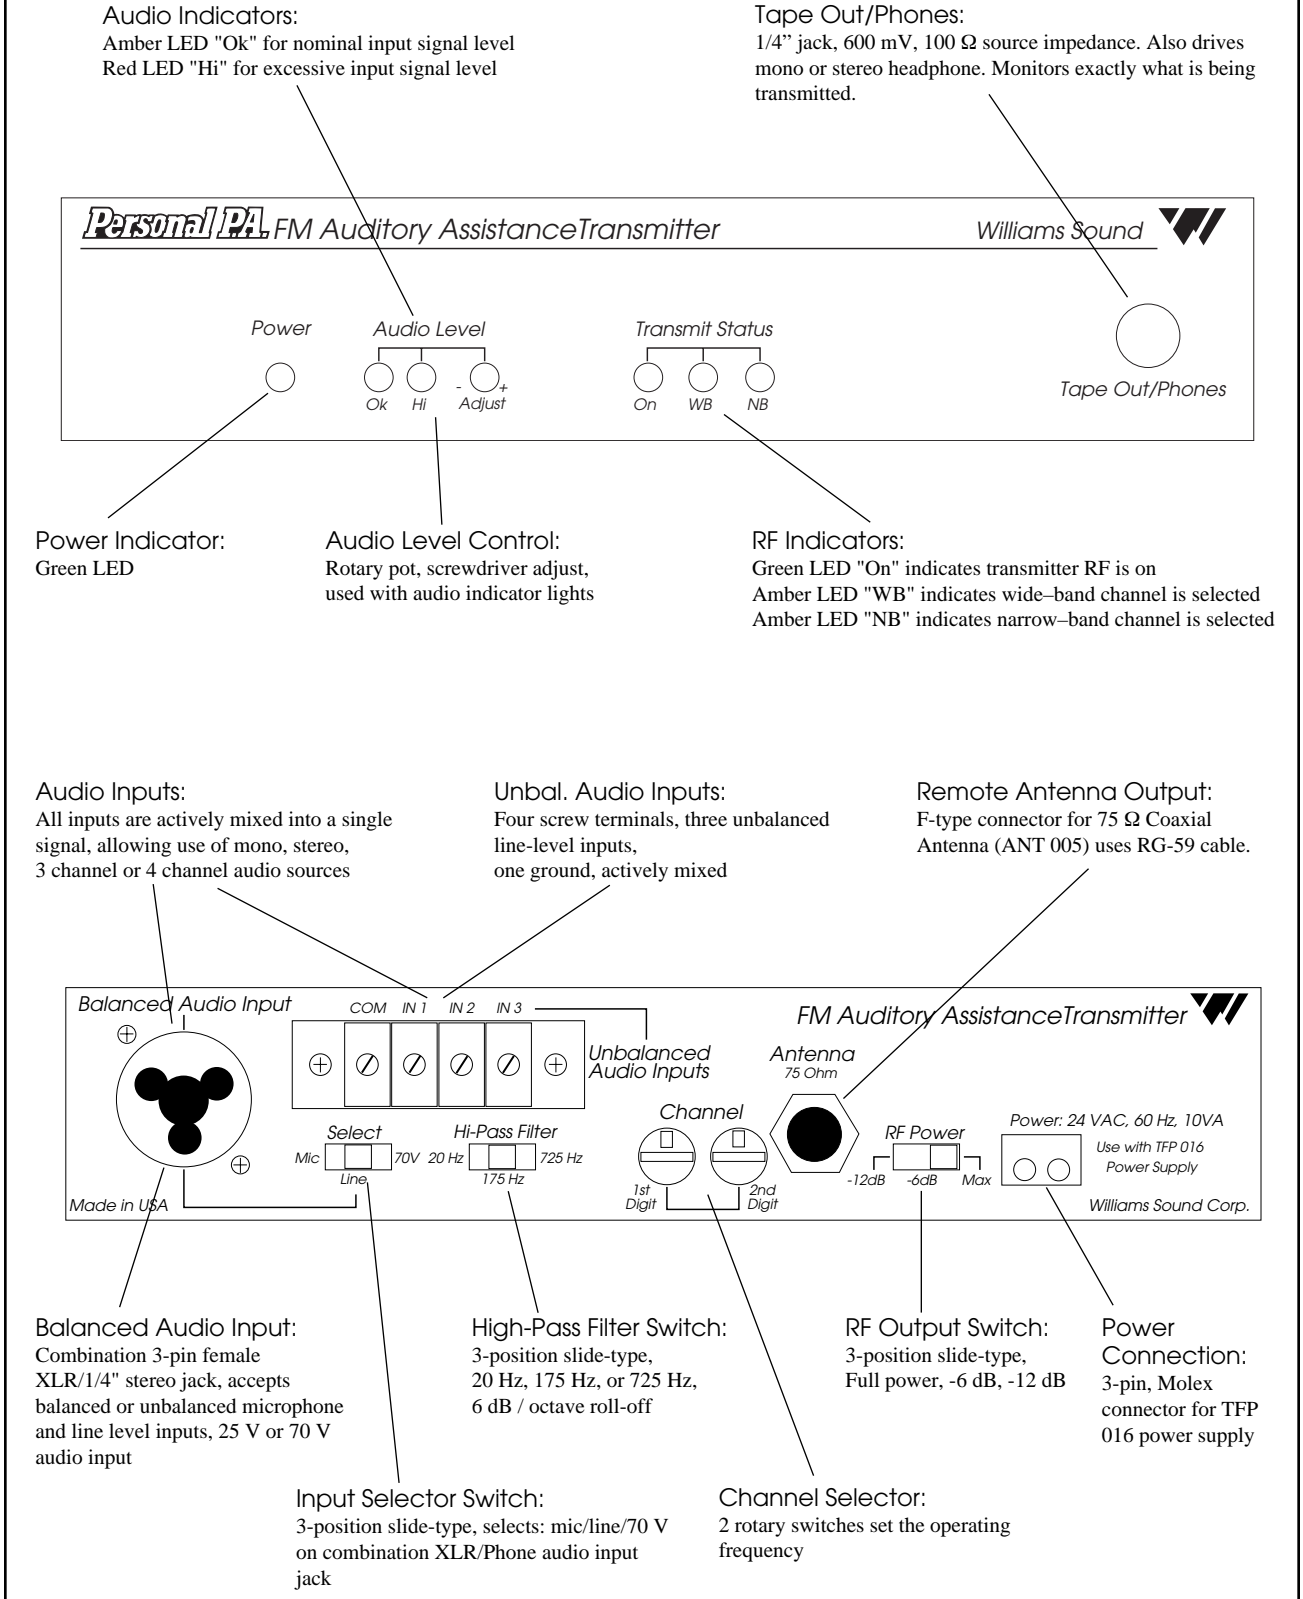 Audio Indicators:
Amber LED "Ok" for nominal input signal level
Red LED "Hi" for excessive input signal level
Tape Out/Phones:
1/4” jack, 600 mV, 100 Ω source impedance. Also drives
mono or stereo headphone. Monitors exactly what is being
transmitted.
Personal PA. FM Auditory AssistanceTransmitter
Williams Sound
Power
Audio Level
Transmit Status
Ok
Hi
- +
Adjust
On
WB
NB
Tape Out/Phones
Power Indicator:
Green LED
Audio Level Control:
Rotary pot, screwdriver adjust,
used with audio indicator lights
RF Indicators:
Green LED "On" indicates transmitter RF is on
Amber LED "WB" indicates wide–band channel is selected
Amber LED "NB" indicates narrow–band channel is selected
Audio Inputs:
All inputs are actively mixed into a single
signal, allowing use of mono, stereo,
3 channel or 4 channel audio sources
Unbal. Audio Inputs:
Four screw terminals, three unbalanced
line-level inputs,
one ground, actively mixed
Remote Antenna Output:
F-type connector for 75 Ω Coaxial
Antenna (ANT 005) uses RG-59 cable.
Balanced Audio Input
COM IN 1 IN 2 IN 3
Unbalanced
Audio Inputs
FM Auditory AssistanceTransmitter
Antenna
75 Ohm
Select
Mic
70V
Line
Hi-Pass Filter
20 Hz
725 Hz
175 Hz
Channel
1st
Digit
2nd
Digit
RF Power
-12dB
-6dB
Max
Power: 24 VAC, 60 Hz, 10VA
Use with TFP 016
Power Supply
Made in USA
Williams Sound Corp.
Balanced Audio Input:
Combination 3-pin female
XLR/1/4" stereo jack, accepts
balanced or unbalanced microphone
and line level inputs, 25 V or 70 V
audio input
High-Pass Filter Switch:
3-position slide-type,
20 Hz, 175 Hz, or 725 Hz,
6 dB / octave roll-off
RF Output Switch:
3-position slide-type,
Full power, -6 dB, -12 dB
Power
Connection:
3-pin, Molex
connector for TFP
016 power supply
Input Selector Switch:
3-position slide-type, selects: mic/line/70 V
on combination XLR/Phone audio input
jack
Channel Selector:
2 rotary switches set the operating
frequency